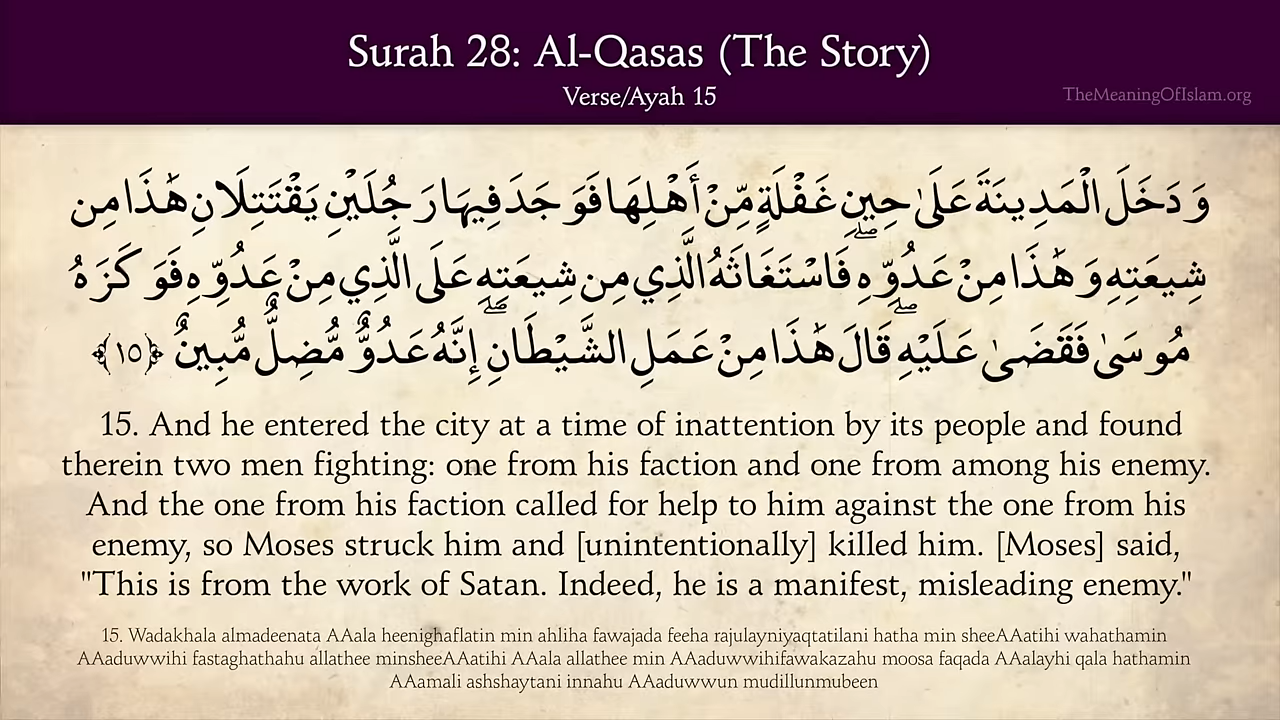 Surah 28: Al-Qasas (The Story)
Verse/Ayah 15
TheMeaningOfIslam.org
وَدَخَلَ الْمَدِينَةَ عَلَىٰ حِينِ غَفْلَةٍ مِّنْ أَهْلِهَا فَوَجَدَ فِيهَا رَجُلَيْنِ يَقْتَتِلَانِ هَٰذَا مِن
شِيعَتِهِ وَهَٰذَا مِنْ عَدُوِّهِ ۖ فَاسْتَغَاثَهُ الَّذِي مِن شِيعَتِهِ عَلَى الَّذِي مِنْ عَدُوِّهِ فَوَكَزَهُ
مُوسَىٰ فَقَضَىٰ عَلَيْهِ ۖ قَالَ هَٰذَا مِنْ عَمَلِ الشَّيْطَانِ ۖ إِنَّهُ عَدُوٌّ مُّضِلٌّ مُّبِينٌ ﴿١٥﴾
15. And he entered the city at a time of inattention by its people and found
therein two men fighting: one from his faction and one from among his enemy.
And the one from his faction called for help to him against the one from his
enemy, so Moses struck him and [unintentionally] killed him. [Moses] said,
"This is from the work of Satan. Indeed, he is a manifest, misleading enemy."
15. Wadakhala almadeenata AAala heenighaflatin min ahliha fawajada feeha rajulayniyaqtatilani hatha min sheeAAatihi wahathamin
AAaduwwihi fastaghathahu allathee minsheeAAatihi AAala allathee min AAaduwwihifawakazahu moosa faqada AAalayhi qala hathamin
AAamali ashshaytani innahu AAaduwwun mudillunmubeen